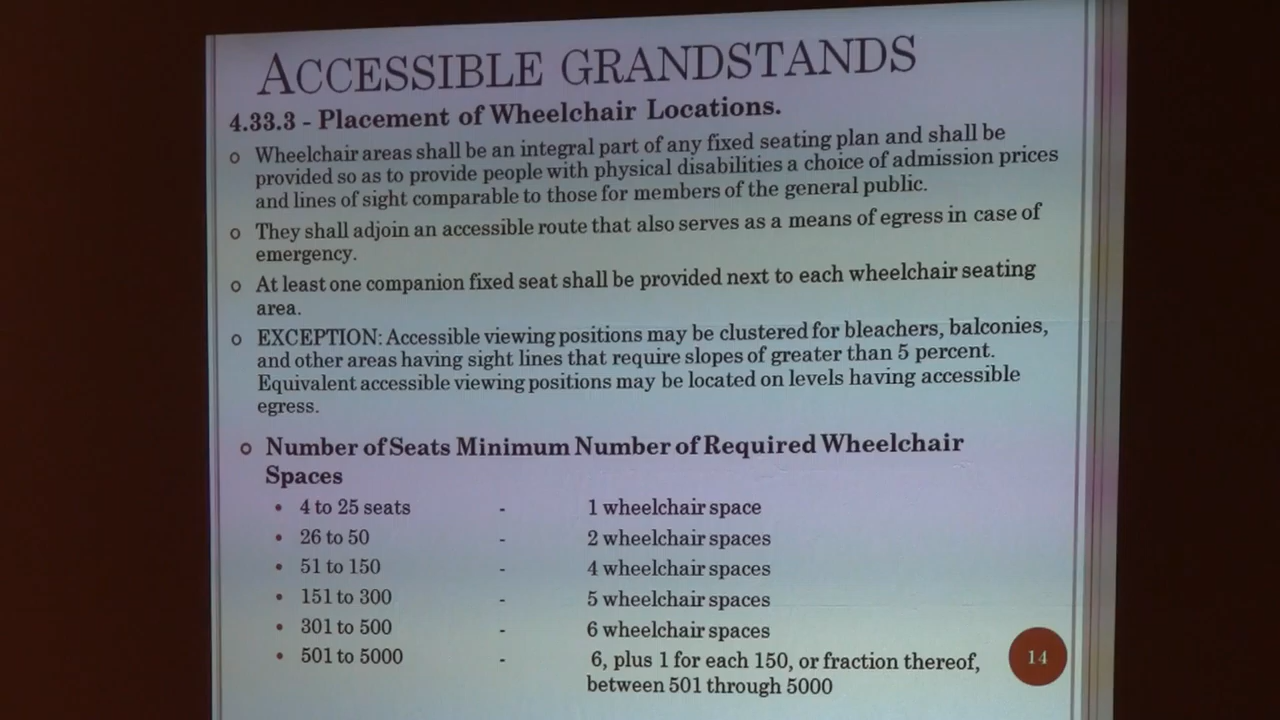 ACCESSIBLE GRANDSTANDS
4.33.3 - Placement of Wheelchair Locations.
Wheelchair areas shall be an integral part of any fixed seating plan and shall be
provided so as to provide people with physical disabilities a choice of admission prices
and lines of sight comparable to those for members of the general public.
They shall adjoin an accessible route that also serves as a means of egress in case of
emergency.
At least one companion fixed seat shall be provided next to each wheelchair seating
area.
EXCEPTION: Accessible viewing positions may be clustered for bleachers, balconies,
and other areas having sight lines that require slopes of greater than 5 percent.
Equivalent accessible viewing positions may be located on levels having accessible
egress.
Number of Seats Minimum Number of Required Wheelchair
Spaces
4 to 25 seats - 1 wheelchair space
26 to 50 - 2 wheelchair spaces
51 to 150 - 4 wheelchair spaces
151 to 300 - 5 wheelchair spaces
301 to 500 - 6 wheelchair spaces
501 to 5000 - 6, plus 1 for each 150, or fraction thereof,
between 501 through 5000
14